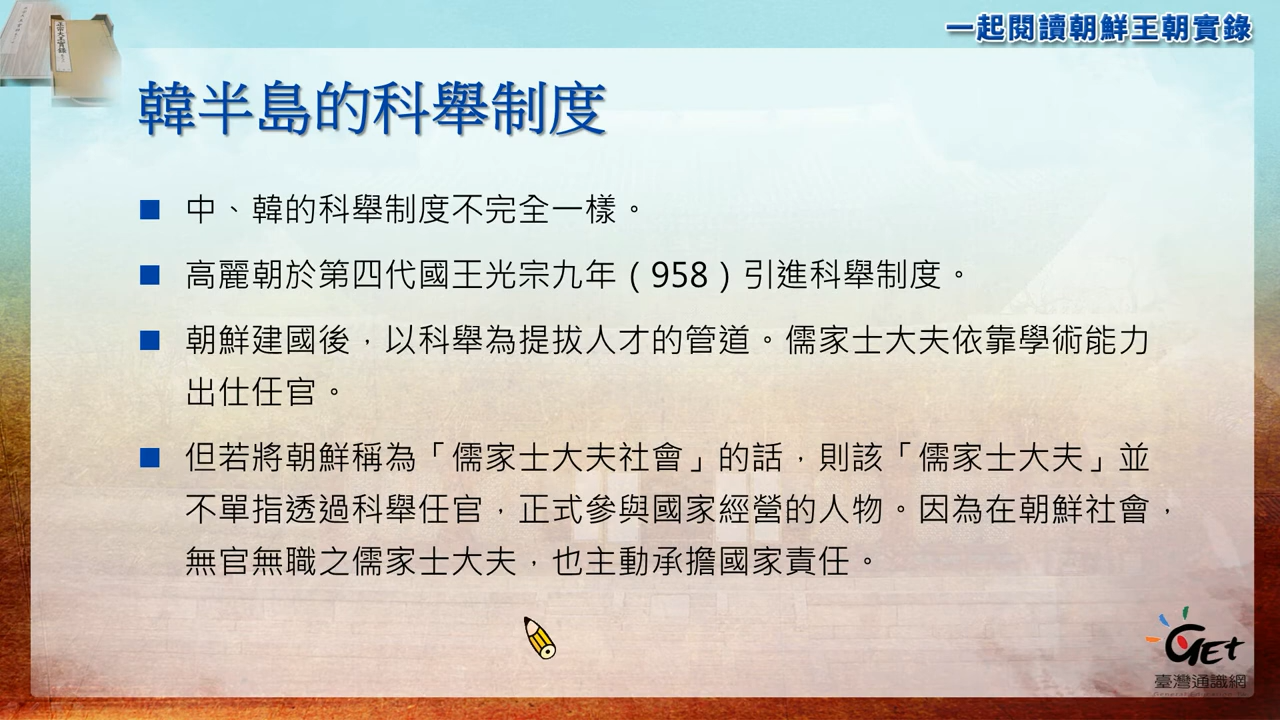 一起閱讀朝鮮王朝實錄
韓半島的科舉制度
■ 中、韓的科舉制度不完全一樣。
■ 高麗朝於第四代國王光宗九年（958）引進科舉制度。
■ 朝鮮建國後，以科舉為提拔人才的管道。儒家士大夫依靠學術能力
出仕任官。
■ 但若將朝鮮稱為「儒家士大夫社會」的話，則該「儒家士大夫」並
不單指透過科舉任官，正式參與國家經營的人物。因為在朝鮮社會，
無官無職之儒家士大夫，也主動承擔國家責任。
GEt
臺灣通識網